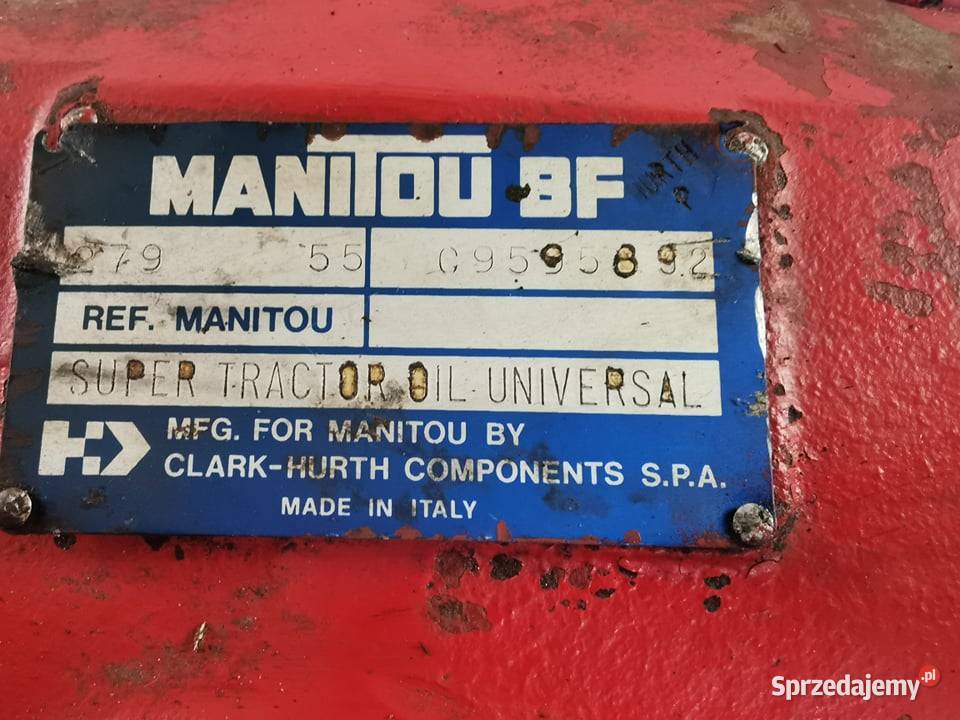 MANITOU BF
HURTH
P
279 55 C9595892
REF. MANITOU
SUPER TRACTOR OIL UNIVERSAL
MFG. FOR MANITOU BY
CLARK-HURTH COMPONENTS S.P.A.
MADE IN ITALY
Sprzedajemy.pl